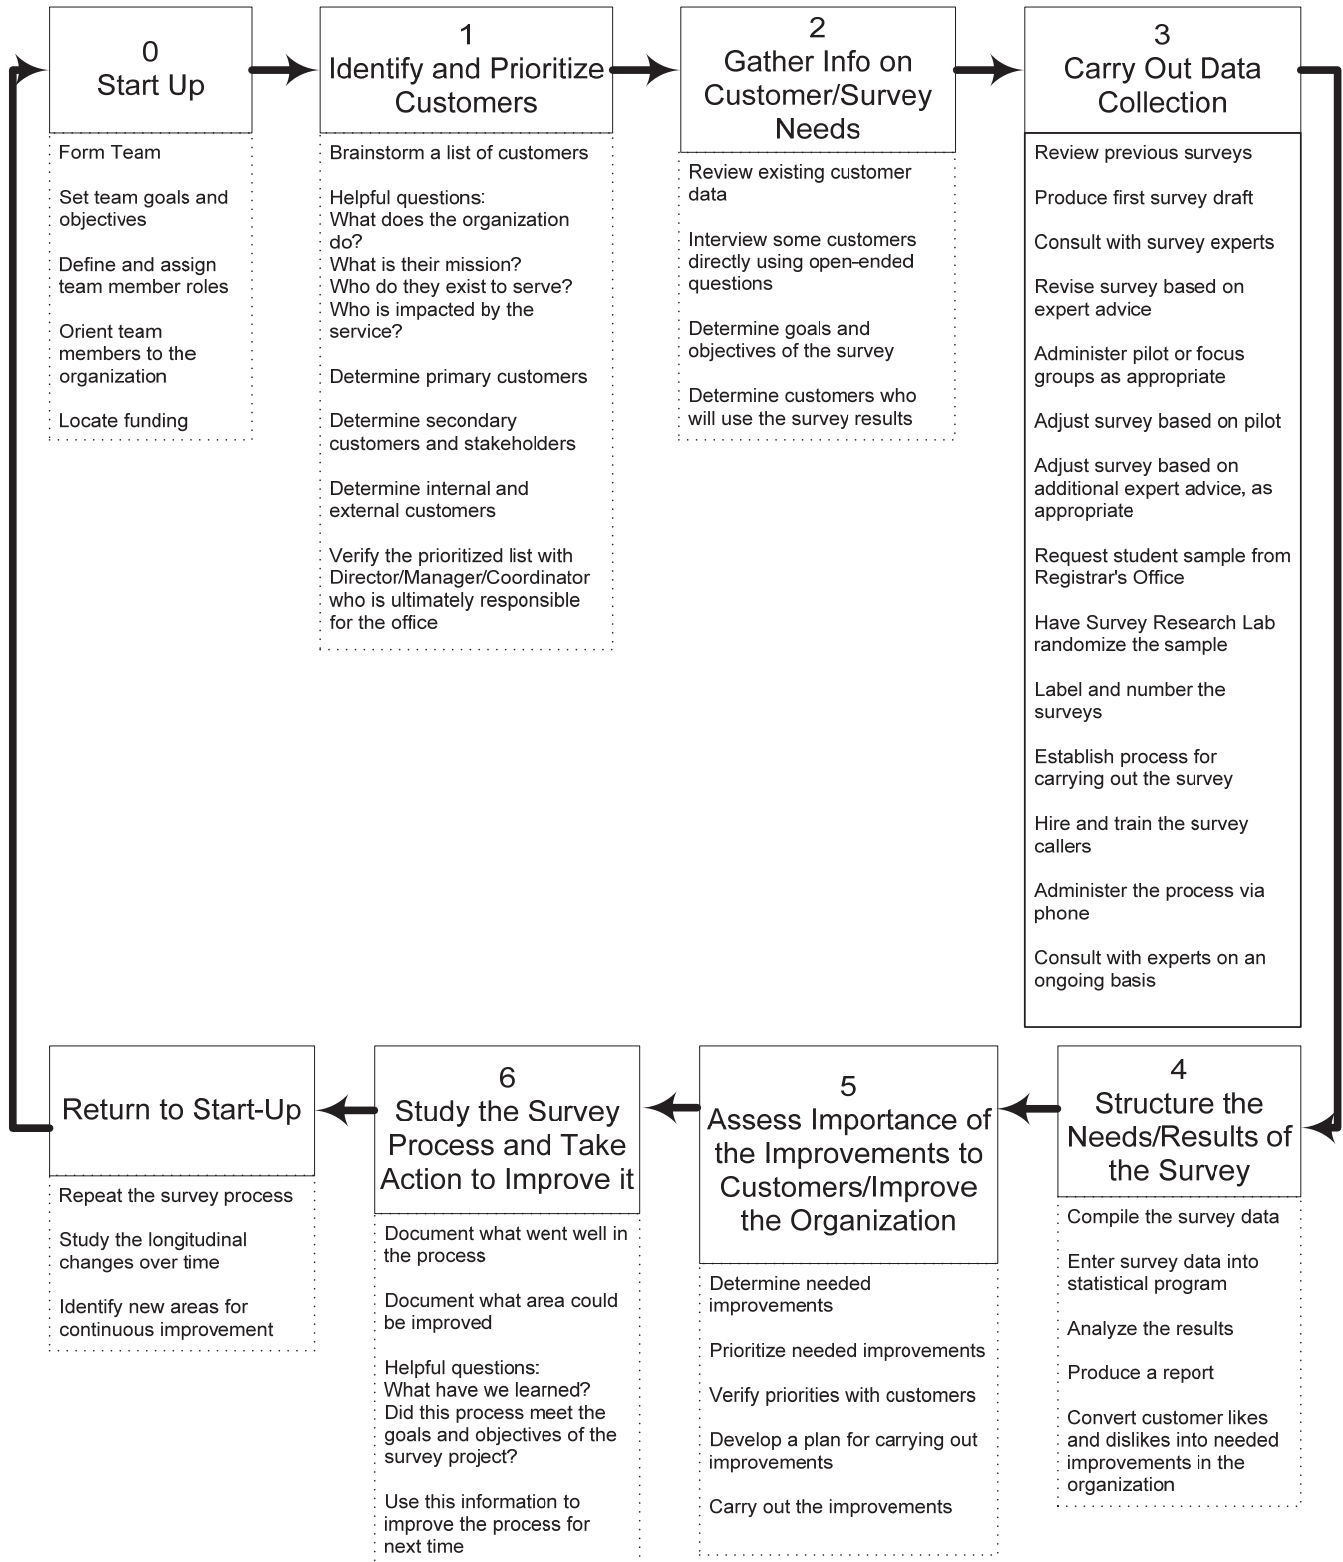 0
Start Up
Form Team
Set team goals and
objectives
Define and assign
team member roles
Orient team
members to the
organization
Locate funding
1
Identify and Prioritize
Customers
Brainstorm a list of customers
Helpful questions:
What does the organization
do?
What is their mission?
Who do they exist to serve?
Who is impacted by the
service?
Determine primary customers
Determine secondary
customers and stakeholders
Determine internal and
external customers
Verify the prioritized list with
Director/Manager/Coordinator
who is ultimately responsible
for the office
2
Gather Info on
Customer/Survey
Needs
Review existing customer
data
Interview some customers
directly using open-ended
questions
Determine goals and
objectives of the survey
Determine customers who
will use the survey results
3
Carry Out Data
Collection
Review previous surveys
Produce first survey draft
Consult with survey experts
Revise survey based on
expert advice
Administer pilot or focus
groups as appropriate
Adjust survey based on pilot
Adjust survey based on
additional expert advice, as
appropriate
Request student sample from
Registrar's Office
Have Survey Research Lab
randomize the sample
Label and number the
surveys
Establish process for
carrying out the survey
Hire and train the survey
callers
Administer the process via
phone
Consult with experts on an
ongoing basis
4
Structure the
Needs/Results of
the Survey
Compile the survey data
Enter survey data into
statistical program
Analyze the results
Produce a report
Convert customer likes
and dislikes into needed
improvements in the
organization
5
Assess Importance of
the Improvements to
Customers/Improve
the Organization
Determine needed
improvements
Prioritize needed improvements
Verify priorities with customers
Develop a plan for carrying out
improvements
Carry out the improvements
6
Study the Survey
Process and Take
Action to Improve it
Document what went well in
the process
Document what area could
be improved
Helpful questions:
What have we learned?
Did this process meet the
goals and objectives of the
survey project?
Use this information to
improve the process for
next time
Return to Start-Up
Repeat the survey process
Study the longitudinal
changes over time
Identify new areas for
continuous improvement